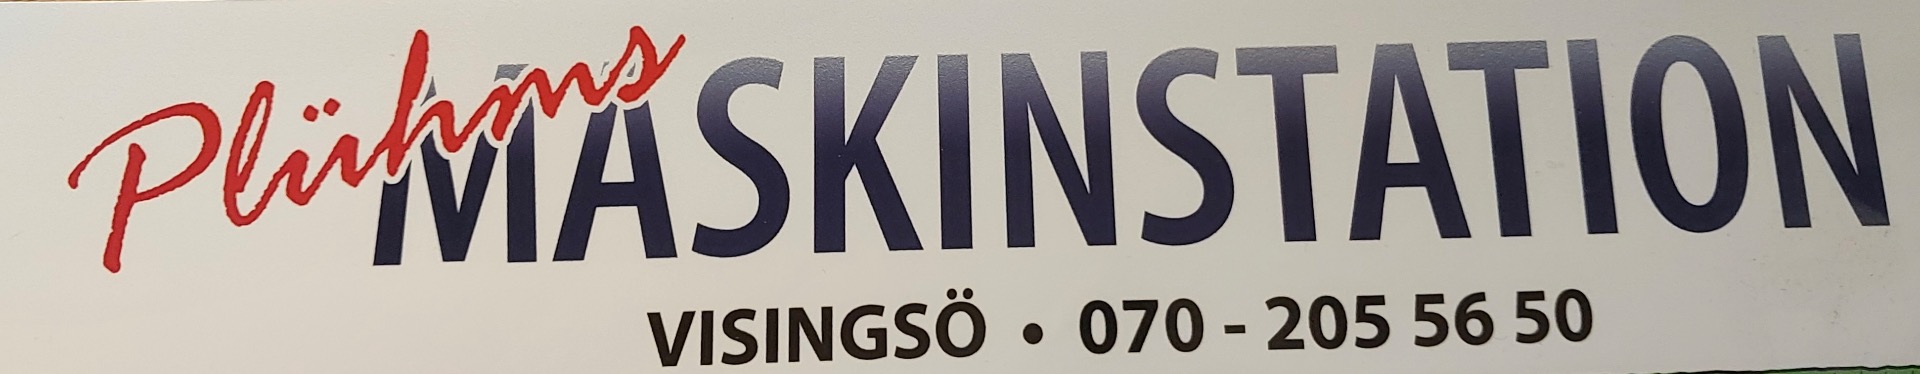 Plühms MASKINSTATION
VISINGSÖ • 070 - 205 56 50